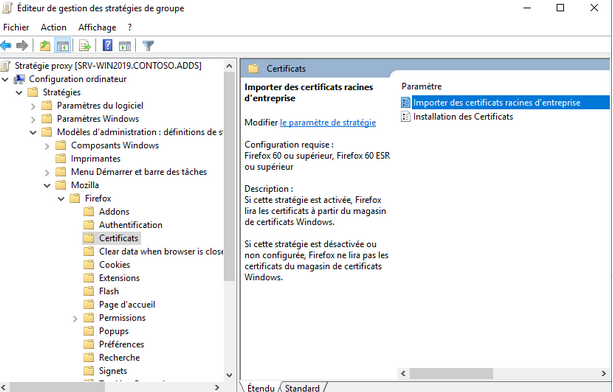 Éditeur de gestion des stratégies de groupe
Fichier Action Affichage ?
Stratégie proxy [SRV-WIN2019.CONTOSO.ADDS]
Configuration ordinateur
Stratégies
Paramètres du logiciel
Paramètres Windows
Modèles d'administration : définitions de s
Composants Windows
Imprimantes
Menu Démarrer et barre des tâches
Mozilla
Firefox
Addons
Authentification
Certificats
Clear data when browser is close
Cookies
Extensions
Flash
Page d'accueil
Permissions
Popups
Préférences
Recherche
Signets
Certificats
Importer des certificats racines
d'entreprise
Modifier le paramètre de stratégie
Configuration requise :
Firefox 60 ou supérieur, Firefox 60 ESR
ou supérieur
Description :
Si cette stratégie est activée, Firefox
lira les certificats à partir du magasin
de certificats Windows.
Si cette stratégie est désactivée ou
non configurée, Firefox ne lira pas les
certificats du magasin de certificats
Windows.
Paramètre
Importer des certificats racines d'entreprise
Installation des Certificats
Étendu Standard